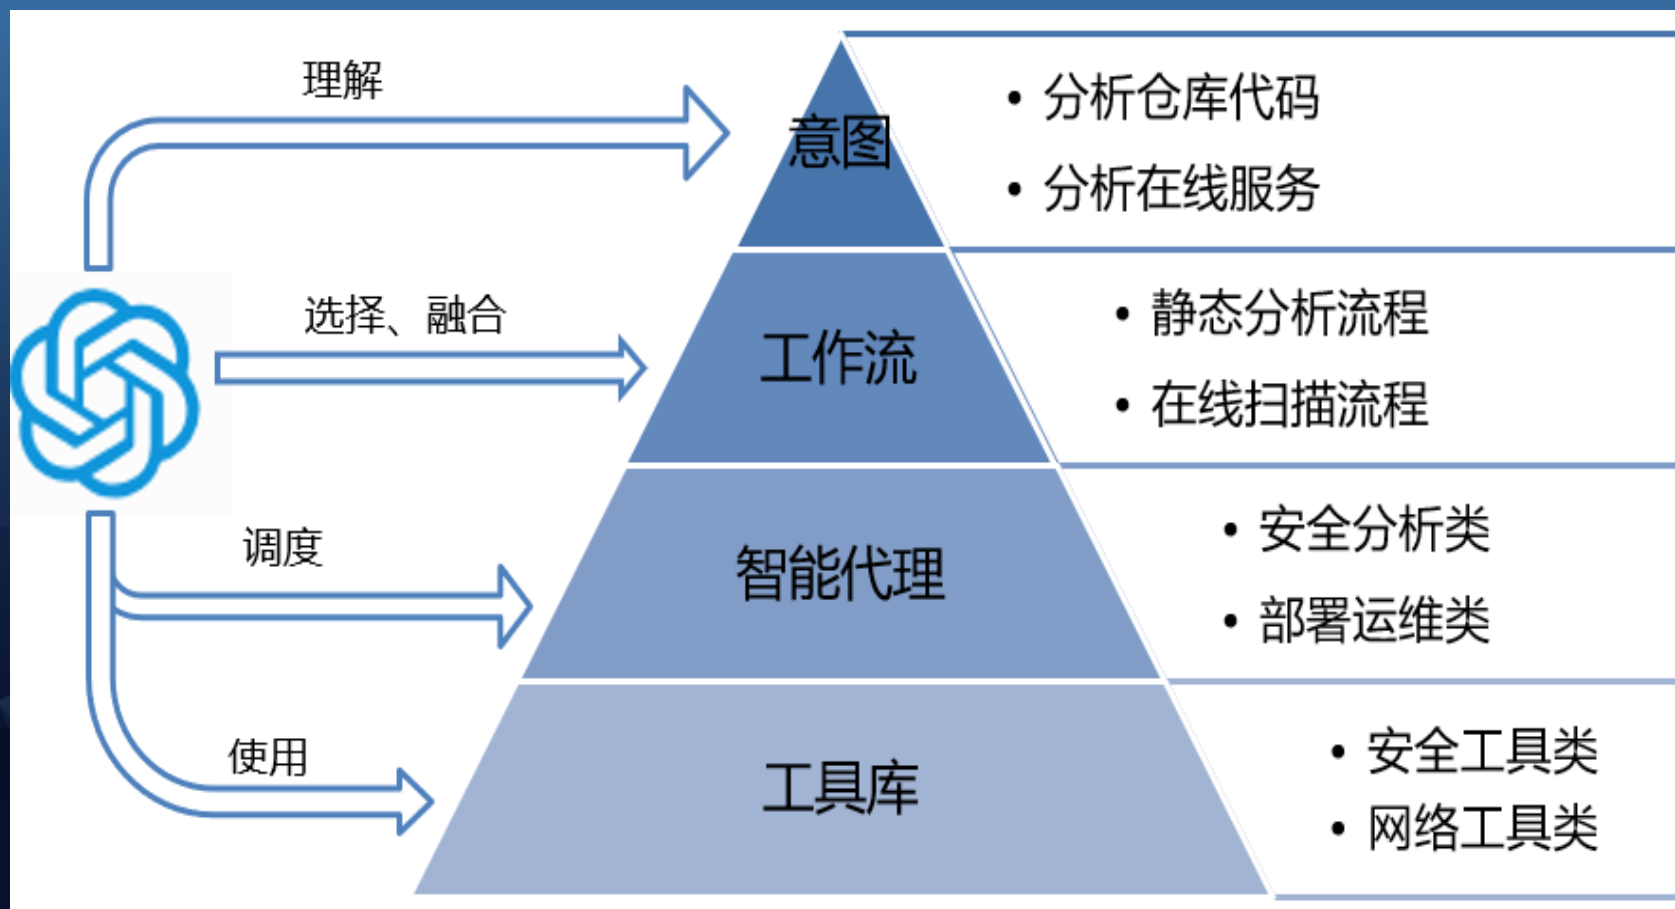 理解
意图
• 分析仓库代码
• 分析在线服务
选择、融合
工作流
• 静态分析流程
• 在线扫描流程
调度
智能代理
• 安全分析类
• 部署运维类
使用
工具库
• 安全工具类
• 网络工具类